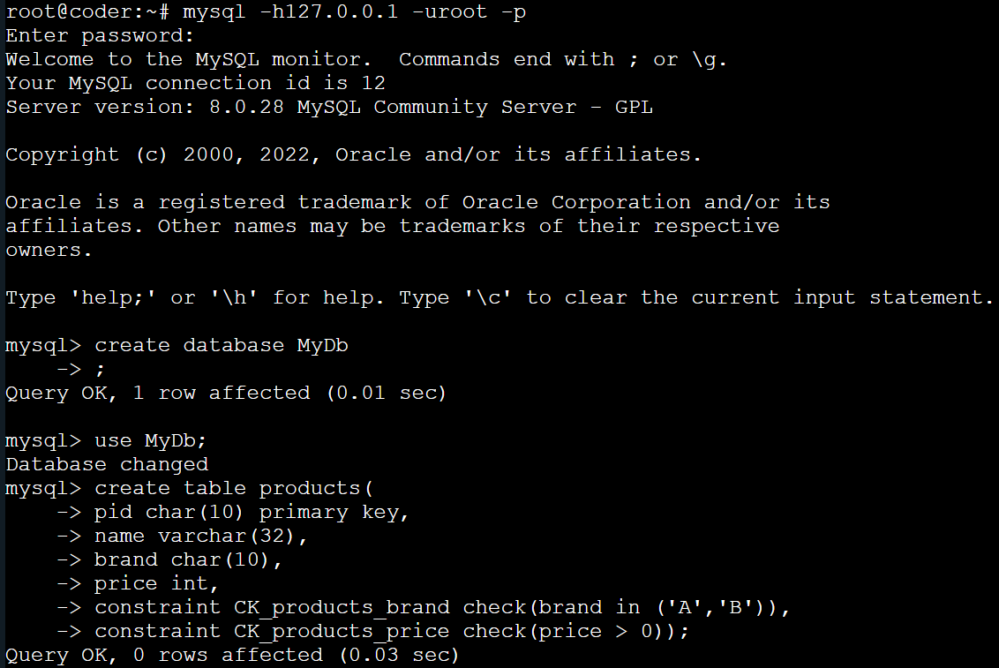 root@coder:~# mysql -h127.0.0.1 -uroot -p
Enter password:
Welcome to the MySQL monitor.  Commands end with ; or \g.
Your MySQL connection id is 12
Server version: 8.0.28 MySQL Community Server - GPL

Copyright (c) 2000, 2022, Oracle and/or its affiliates.

Oracle is a registered trademark of Oracle Corporation and/or its
affiliates. Other names may be trademarks of their respective
owners.

Type 'help;' or '\h' for help. Type '\c' to clear the current input statement.

mysql> create database MyDb
    -> ;
Query OK, 1 row affected (0.01 sec)

mysql> use MyDb;
Database changed
mysql> create table products(
    -> pid char(10) primary key,
    -> name varchar(32),
    -> brand char(10),
    -> price int,
    -> constraint CK_products_brand check(brand in ('A','B')),
    -> constraint CK_products_price check(price > 0));
Query OK, 0 rows affected (0.03 sec)